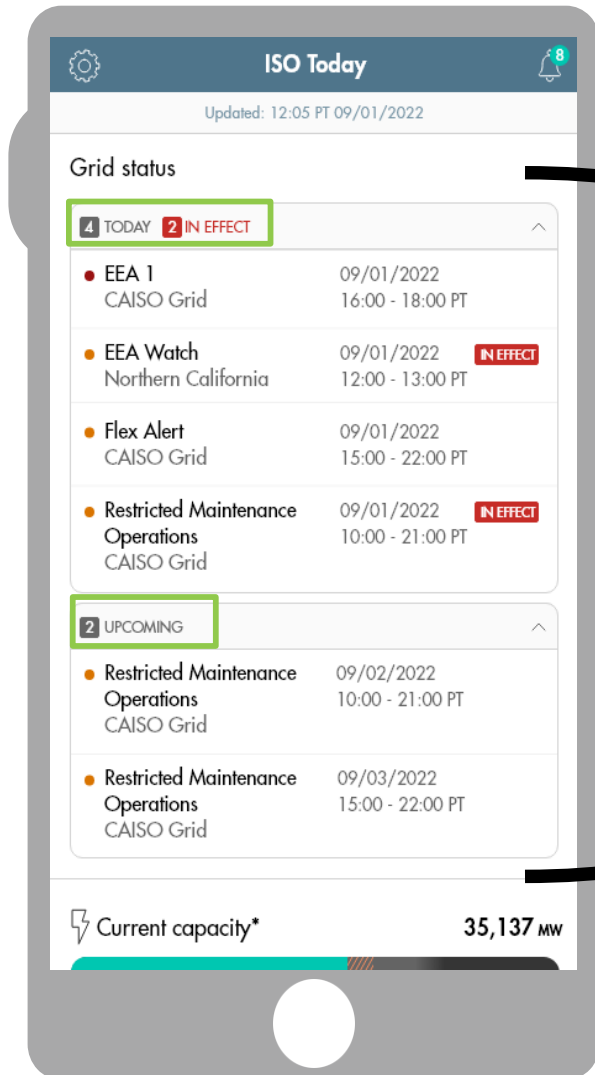 ISO Today
8
Updated: 12:05 PT 09/01/2022
Grid status
4 TODAY 2 IN EFFECT
EEA 1 09/01/2022
CAISO Grid 16:00 - 18:00 PT
EEA Watch 09/01/2022 IN EFFECT
Northern California 12:00 - 13:00 PT
Flex Alert 09/01/2022
CAISO Grid 15:00 - 22:00 PT
Restricted Maintenance 09/01/2022 IN EFFECT
Operations 10:00 - 21:00 PT
CAISO Grid
2 UPCOMING
Restricted Maintenance 09/02/2022
Operations 10:00 - 21:00 PT
CAISO Grid
Restricted Maintenance 09/03/2022
Operations 15:00 - 22:00 PT
CAISO Grid
Current capacity* 35,137 MW